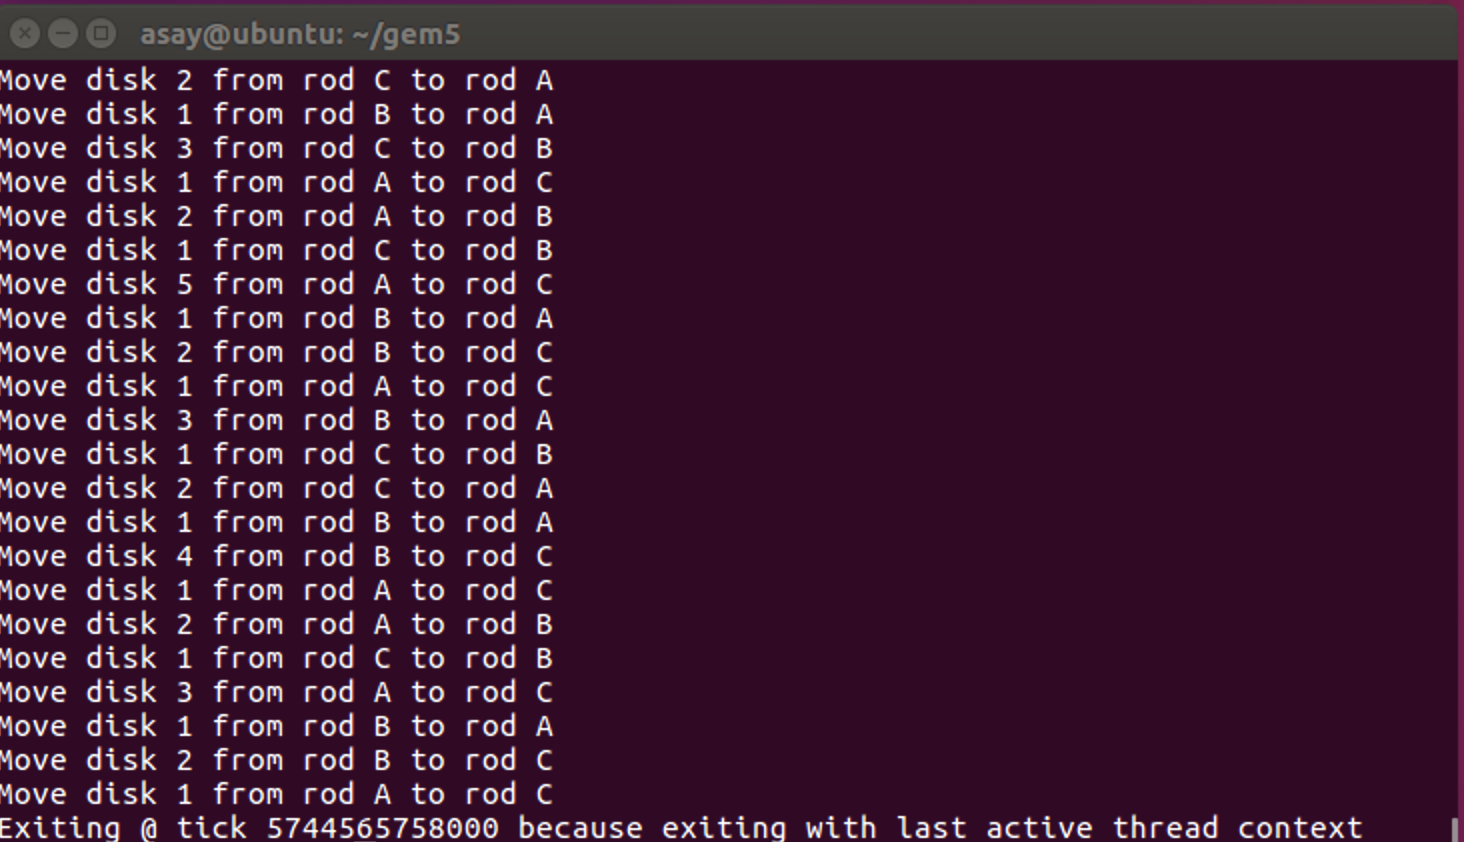 asay@ubuntu: ~/gem5
Move disk 2 from rod C to rod A
Move disk 1 from rod B to rod A
Move disk 3 from rod C to rod B
Move disk 1 from rod A to rod C
Move disk 2 from rod A to rod B
Move disk 1 from rod C to rod B
Move disk 5 from rod A to rod C
Move disk 1 from rod B to rod A
Move disk 2 from rod B to rod C
Move disk 1 from rod A to rod C
Move disk 3 from rod B to rod A
Move disk 1 from rod C to rod B
Move disk 2 from rod C to rod A
Move disk 1 from rod B to rod A
Move disk 4 from rod B to rod C
Move disk 1 from rod A to rod C
Move disk 2 from rod A to rod B
Move disk 1 from rod C to rod B
Move disk 3 from rod A to rod C
Move disk 1 from rod B to rod A
Move disk 2 from rod B to rod C
Move disk 1 from rod A to rod C
Exiting @ tick 5744565758000 because exiting with last active thread context